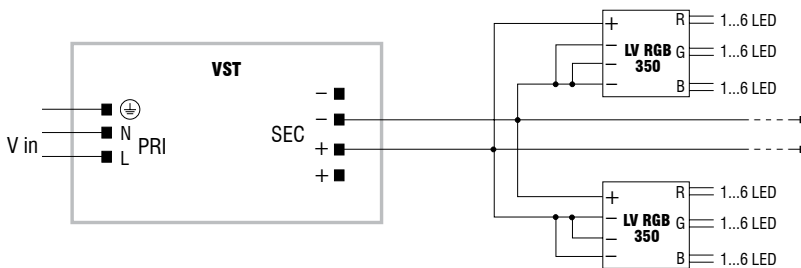 VST
V in
N
L
PRI
SEC
−
−
+
+
+
−
−
−
LV RGB
350
R
G
B
1...6 LED
1...6 LED
1...6 LED
+
−
−
−
LV RGB
350
R
G
B
1...6 LED
1...6 LED
1...6 LED